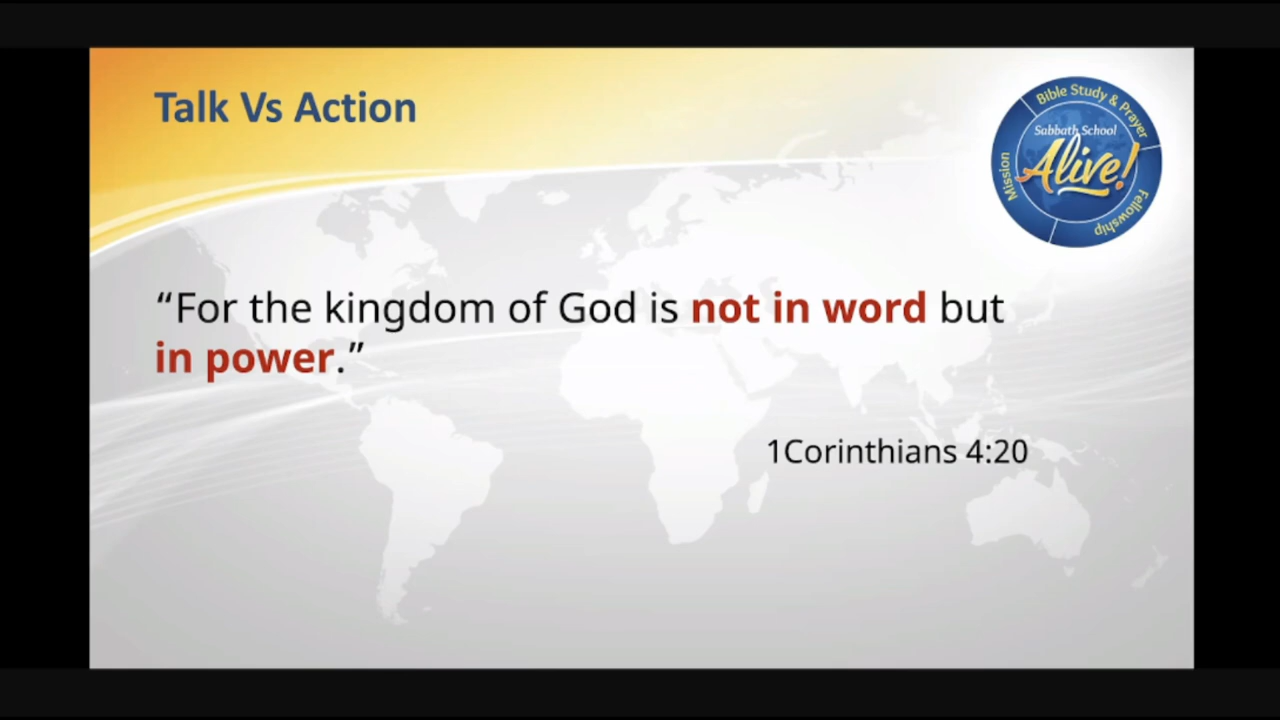 Talk Vs Action
Bible Study & Prayer
Sabbath School
Alive!
Mission
Fellowship
“For the kingdom of God is not in word but
in power.”
1Corinthians 4:20